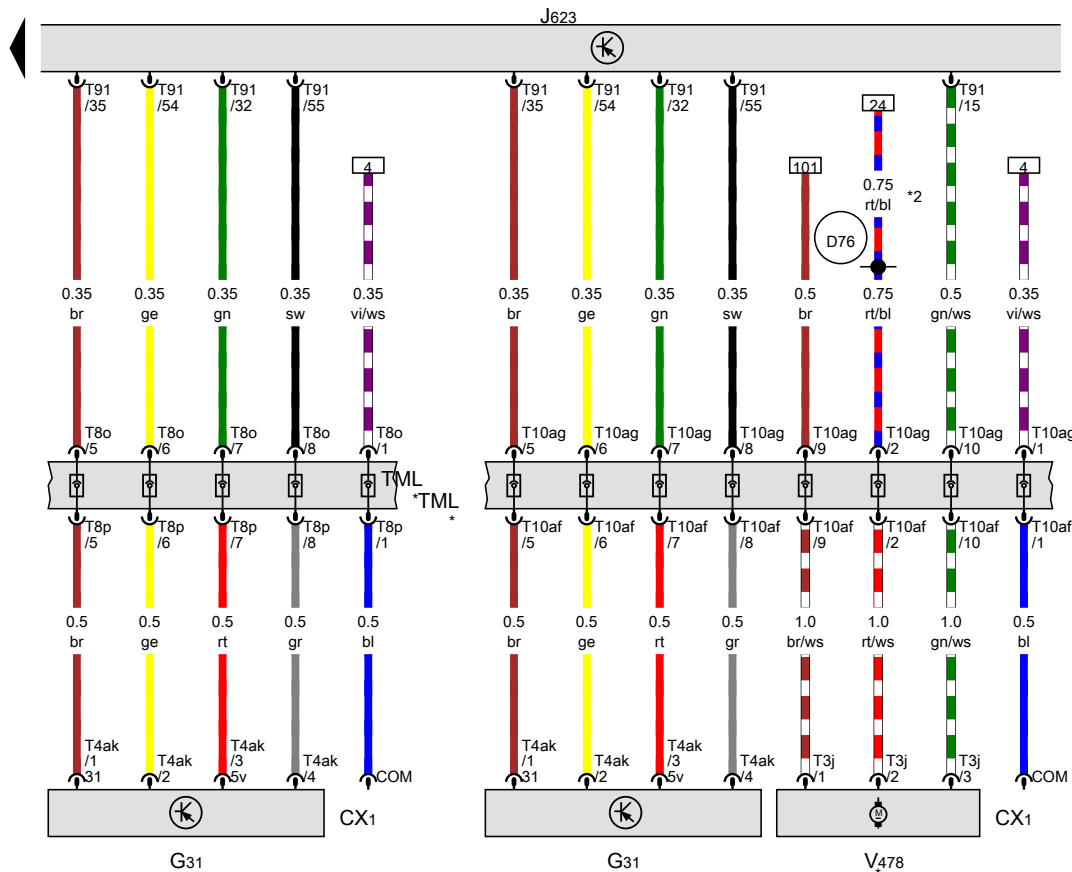 J623
T91 T91 T91 T91 T91 T91 T91 T91 T91
/35 /54 /32 /55 /35 /54 /32 /55 /15
24
4 101 4
0.75 *2
rt/bl
D76
0.35 0.35 0.35 0.35 0.35 0.35 0.35 0.35 0.35 0.5 0.75 0.5 0.35
br ge gn sw vi/ws br ge gn sw br rt/bl gn/ws vi/ws
T8o T8o T8o T8o T8o T10ag T10ag T10ag T10ag T10ag T10ag T10ag T10ag
/5 /6 /7 /8 /1 /5 /6 /7 /8 /9 /2 /10 /1
TML
*TML
*
T8p T8p T8p T8p T8p T10af T10af T10af T10af T10af T10af T10af T10af
/5 /6 /7 /8 /1 /5 /6 /7 /8 /9 /2 /10 /1
0.5 0.5 0.5 0.5 0.5 0.5 0.5 0.5 0.5 1.0 1.0 1.0 0.5
br ge rt gr bl br ge rt gr br/ws rt/ws gn/ws bl
T4ak T4ak T4ak T4ak
/1 /3 /1 /3
T4ak T4ak T4ak T4ak T3j T3j T3j
31 /2 5v /4 COM 31 /2 5v /4 /1 /2 /3 COM
M
CX1 CX1
G31 G31 V478
*